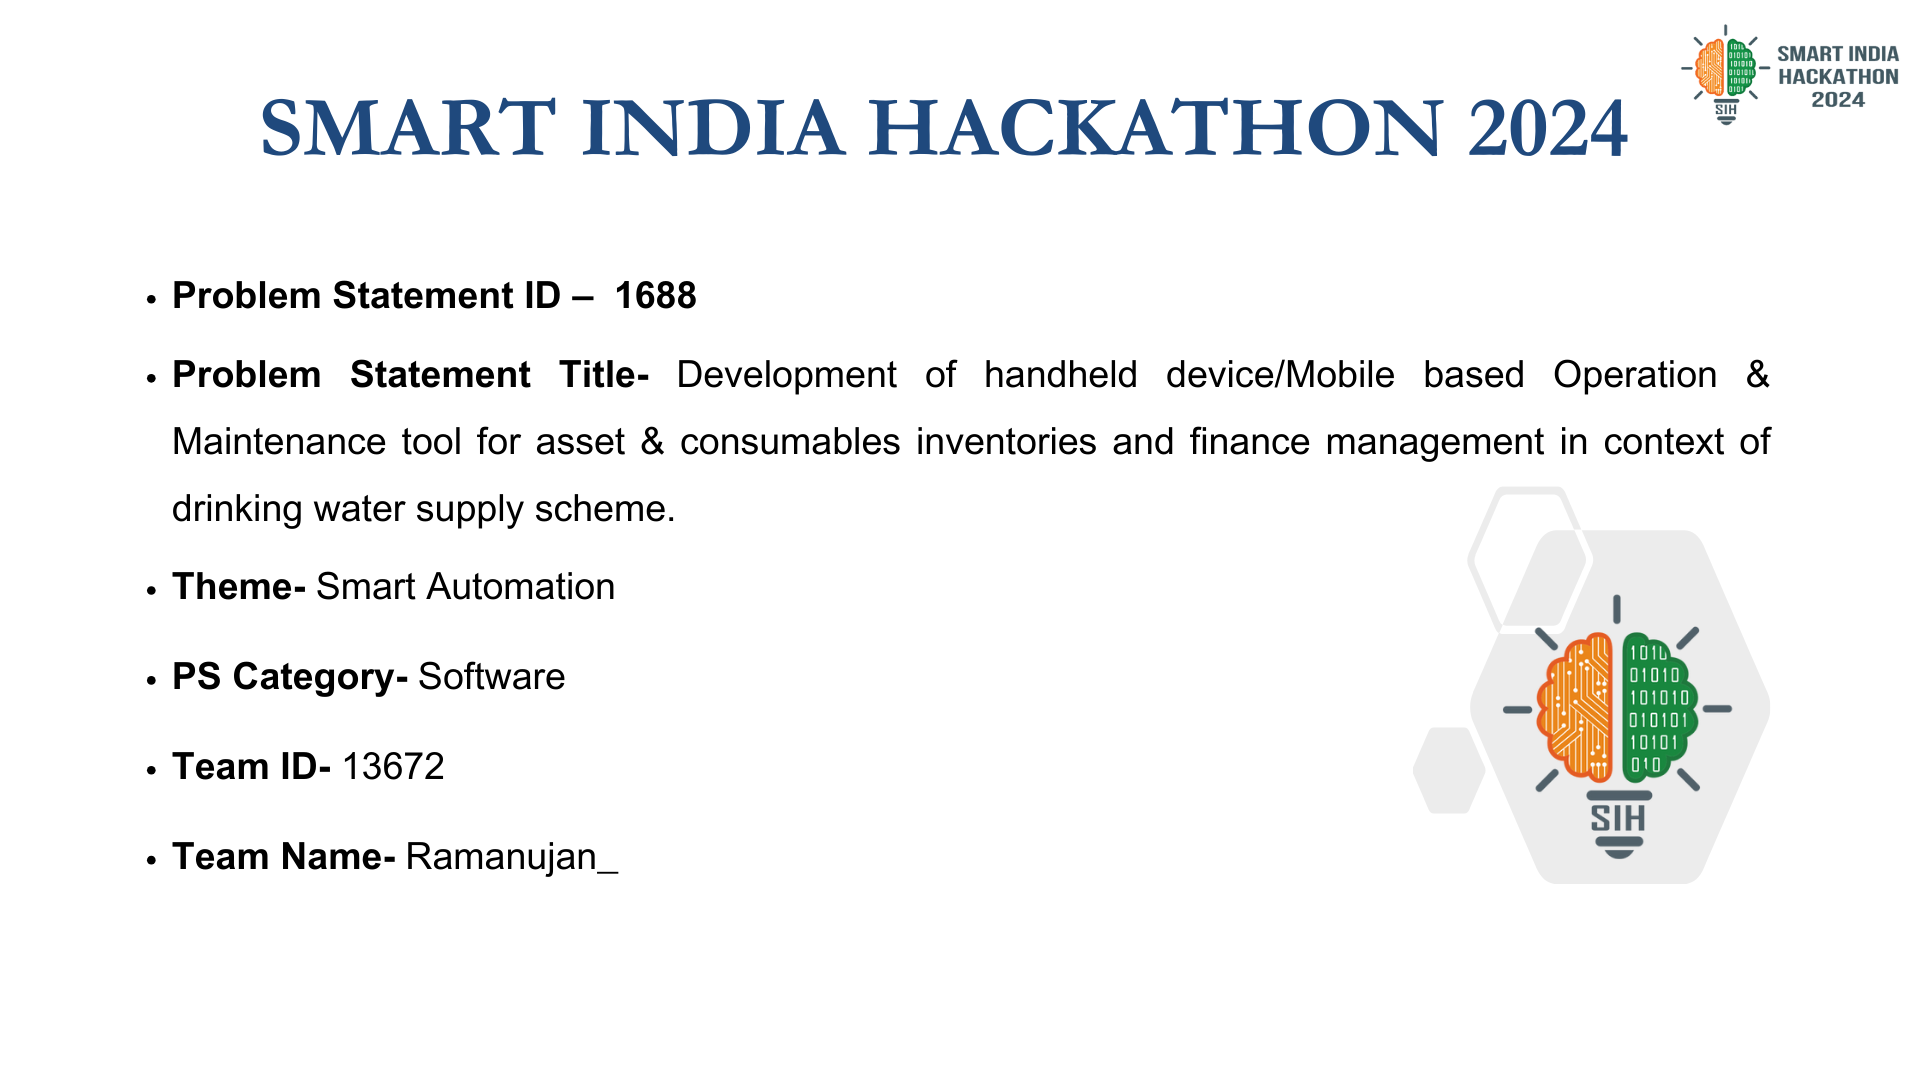 SMART INDIA
HACKATHON
2024
SIH
SMART INDIA HACKATHON 2024
• Problem Statement ID – 1688
• Problem Statement Title- Development of handheld device/Mobile based Operation &
Maintenance tool for asset & consumables inventories and finance management in context of
drinking water supply scheme.
• Theme- Smart Automation
• PS Category- Software
• Team ID- 13672
• Team Name- Ramanujan_
101
01010
101010
010101
10101
010
SIH